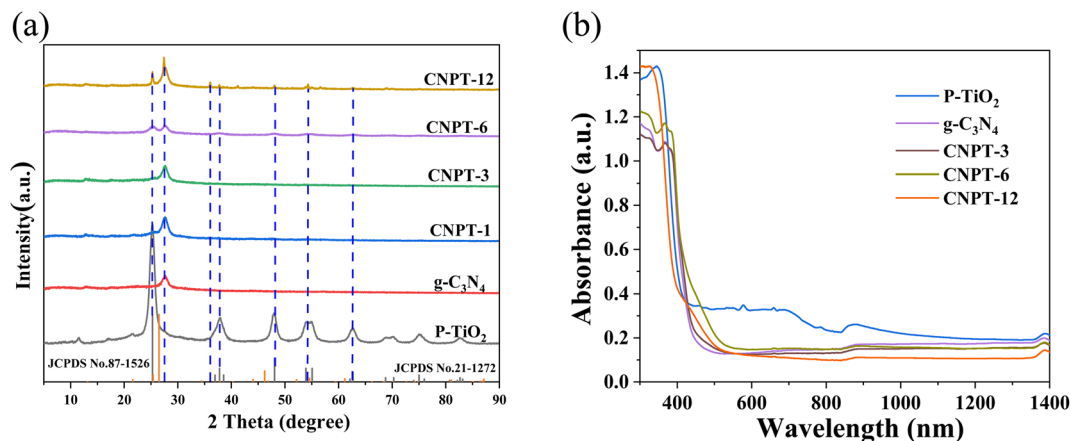 (a)
CNPT-12
CNPT-6
CNPT-3
CNPT-1
g-C₃N₄
P-TiO₂
JCPDS No.87-1526
JCPDS No.21-1272
Intensity(a.u.)
10 20 30 40 50 60 70 80 90
2 Theta (degree)
(b)
1.4
1.2
1.0
0.8
0.6
0.4
0.2
0.0
Absorbance (a.u.)
P-TiO₂
g-C₃N₄
CNPT-3
CNPT-6
CNPT-12
400 600 800 1000 1200 1400
Wavelength (nm)